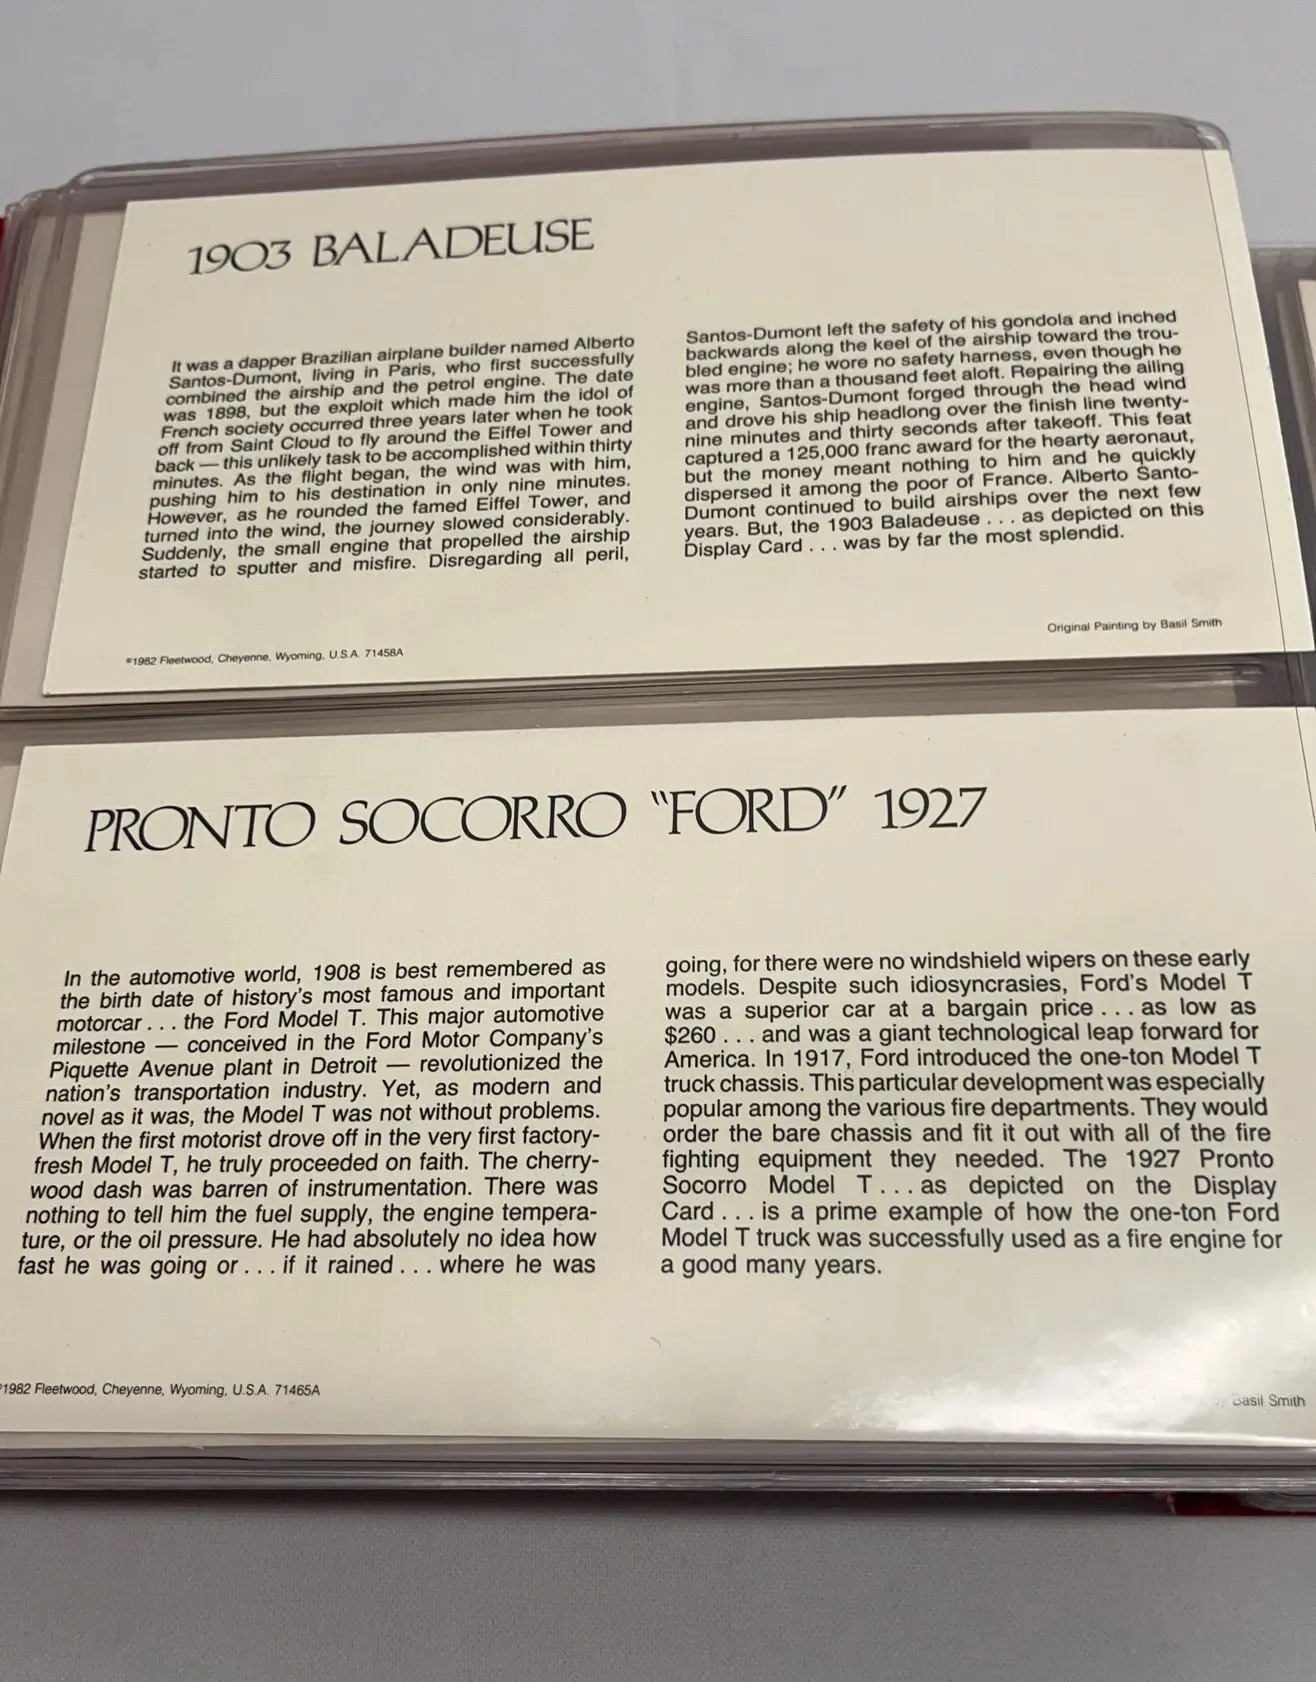 1903 BALADEUSE
It was a dapper Brazilian airplane builder named Alberto
Santos-Dumont, living in Paris, who first successfully
combined the airship and the petrol engine. The date
was 1898, but the exploit which made him the idol of
French society occurred three years later when he took
off from Saint Cloud to fly around the Eiffel Tower and
back — this unlikely task to be accomplished within thirty
minutes. As the flight began, the wind was with him,
pushing him to his destination in only nine minutes.
However, as he rounded the famed Eiffel Tower, and
turned into the wind, the journey slowed considerably.
Suddenly, the small engine that propelled the airship
started to sputter and misfire. Disregarding all peril,
Santos-Dumont left the safety of his gondola and inched
backwards along the keel of the airship toward the trou-
bled engine; he wore no safety harness, even though he
was more than a thousand feet aloft. Repairing the ailing
engine, Santos-Dumont forged through the head wind
and drove his ship headlong over the finish line twenty-
nine minutes and thirty seconds after takeoff. This feat
captured a 125,000 franc award for the hearty aeronaut,
but the money meant nothing to him and he quickly
dispersed it among the poor of France. Alberto Santo-
Dumont continued to build airships over the next few
years. But, the 1903 Baladeuse . . . as depicted on this
Display Card . . . was by far the most splendid.
Original Painting by Basil Smith
©1982 Fleetwood, Cheyenne, Wyoming, U.S.A. 71458A
PRONTO SOCORRO "FORD" 1927
In the automotive world, 1908 is best remembered as
the birth date of history's most famous and important
motorcar . . . the Ford Model T. This major automotive
milestone — conceived in the Ford Motor Company's
Piquette Avenue plant in Detroit — revolutionized the
nation's transportation industry. Yet, as modern and
novel as it was, the Model T was not without problems.
When the first motorist drove off in the very first factory-
fresh Model T, he truly proceeded on faith. The cherry-
wood dash was barren of instrumentation. There was
nothing to tell him the fuel supply, the engine tempera-
ture, or the oil pressure. He had absolutely no idea how
fast he was going or . . . if it rained . . . where he was
going, for there were no windshield wipers on these early
models. Despite such idiosyncrasies, Ford's Model T
was a superior car at a bargain price . . . as low as
$260 . . . and was a giant technological leap forward for
America. In 1917, Ford introduced the one-ton Model T
truck chassis. This particular development was especially
popular among the various fire departments. They would
order the bare chassis and fit it out with all of the fire
fighting equipment they needed. The 1927 Pronto
Socorro Model T . . . as depicted on the Display
Card . . . is a prime example of how the one-ton Ford
Model T truck was successfully used as a fire engine for
a good many years.
©1982 Fleetwood, Cheyenne, Wyoming, U.S.A. 71465A
Basil Smith